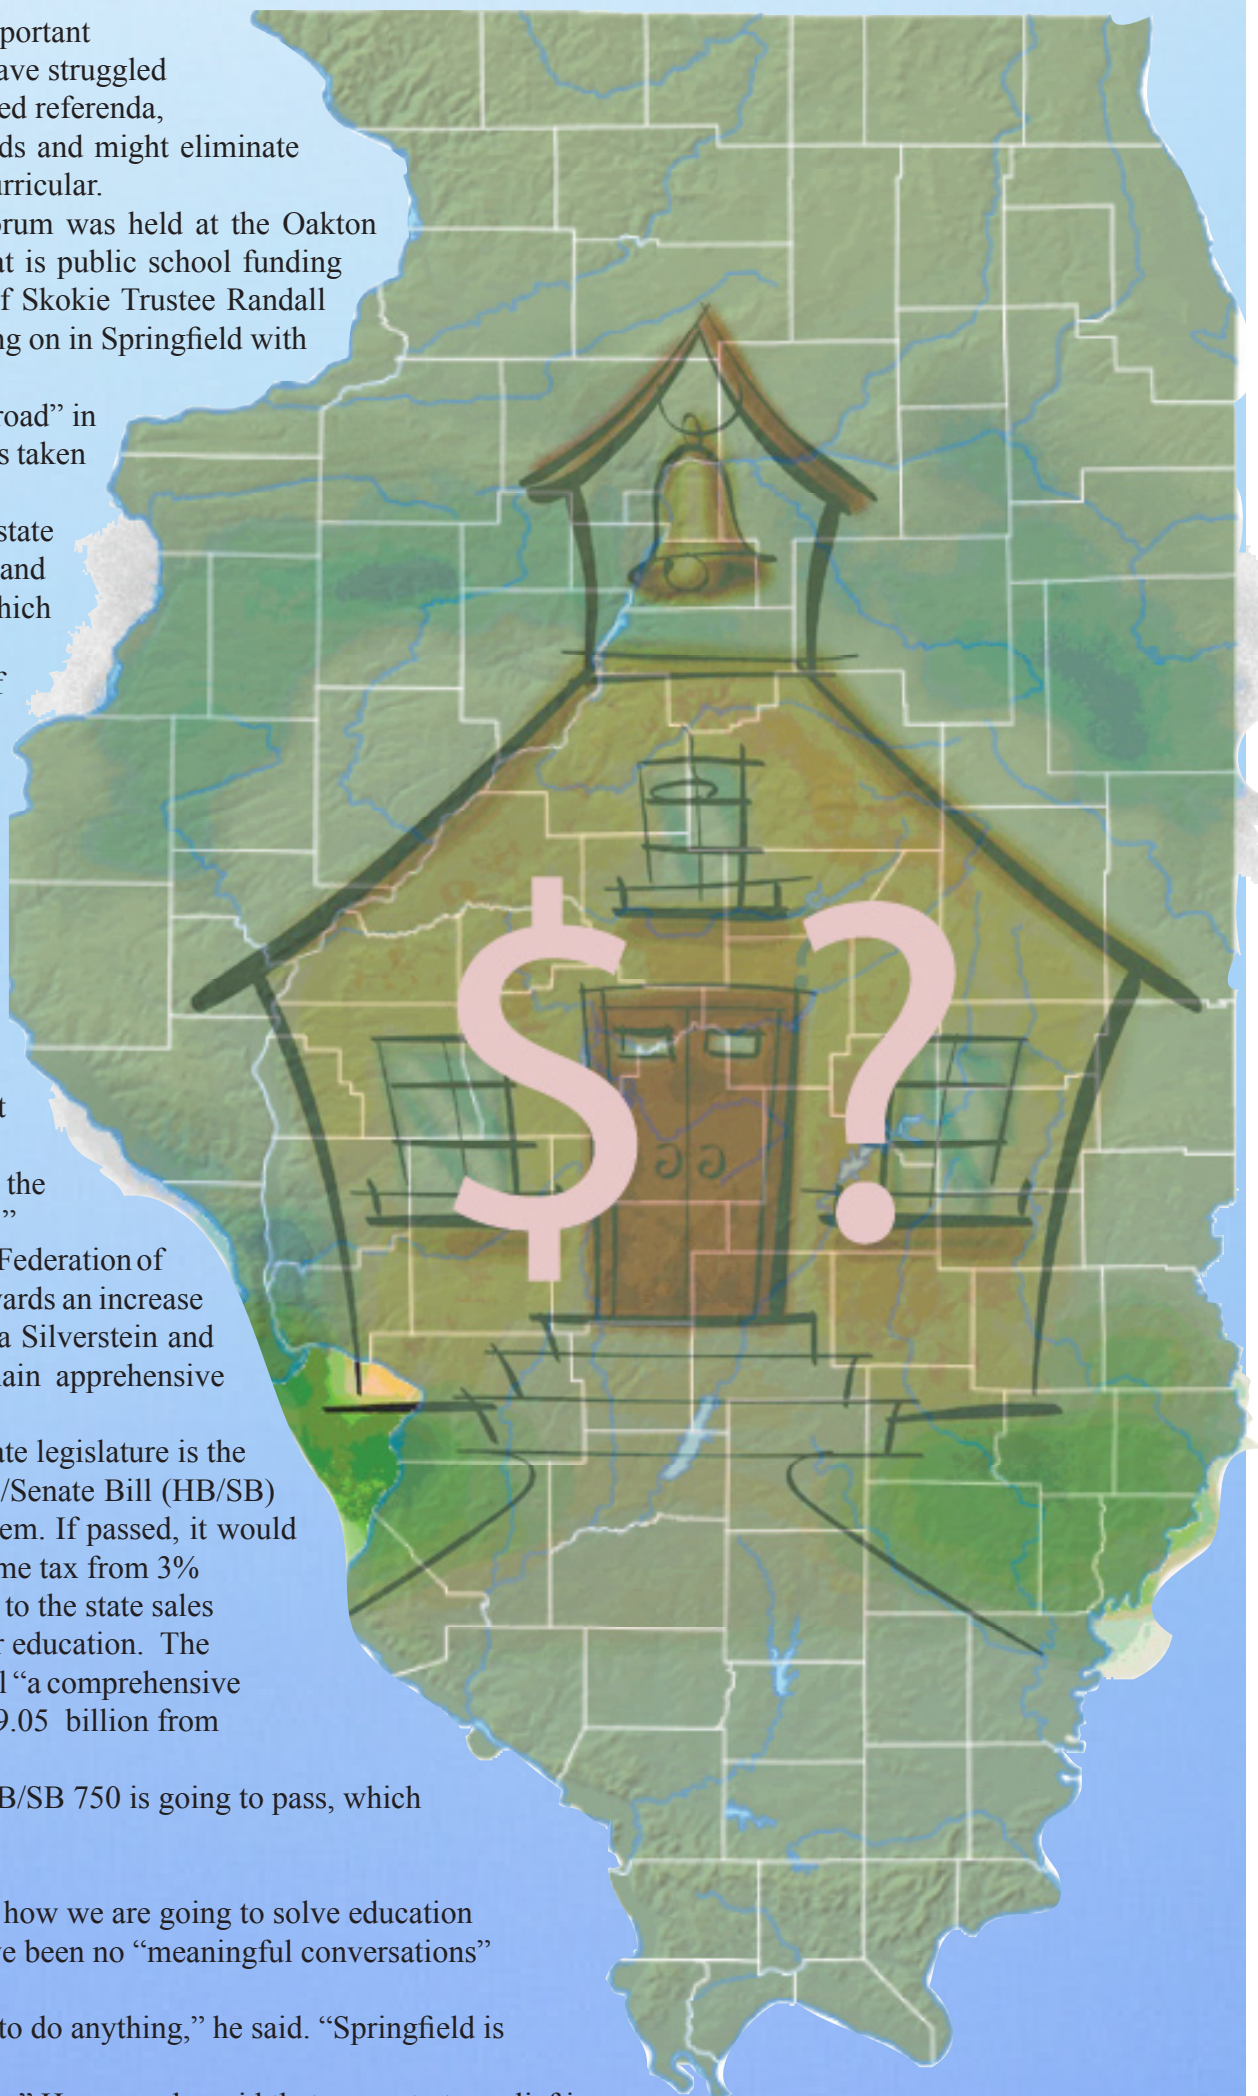 portant
ave struggled
ed referenda,
ds and might eliminate
urricular.
orum was held at the Oakton
at is public school funding
f Skokie Trustee Randall
ng on in Springfield with
road” in
s taken
state
and
hich
f
t
the
”
Federation of
vards an increase
a Silverstein and
ain apprehensive
ate legislature is the
/Senate Bill (HB/SB)
em. If passed, it would
me tax from 3%
to the state sales
r education. The
l “a comprehensive
9.05 billion from
B/SB 750 is going to pass, which
how we are going to solve education
ve been no “meaningful conversations”
to do anything,” he said. “Springfield is
$ ?